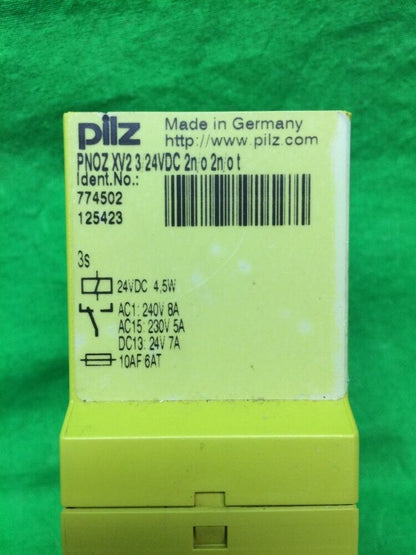 pilz
Made in Germany
http://www.pilz.com
PNOZ XV2 3/24VDC 2n/o 2n/o t
Ident.No.:
774502
125423
3s
24VDC 4,5W
AC1: 240V 8A
AC15: 230V 5A
DC13: 24V 7A
10AF 6AT